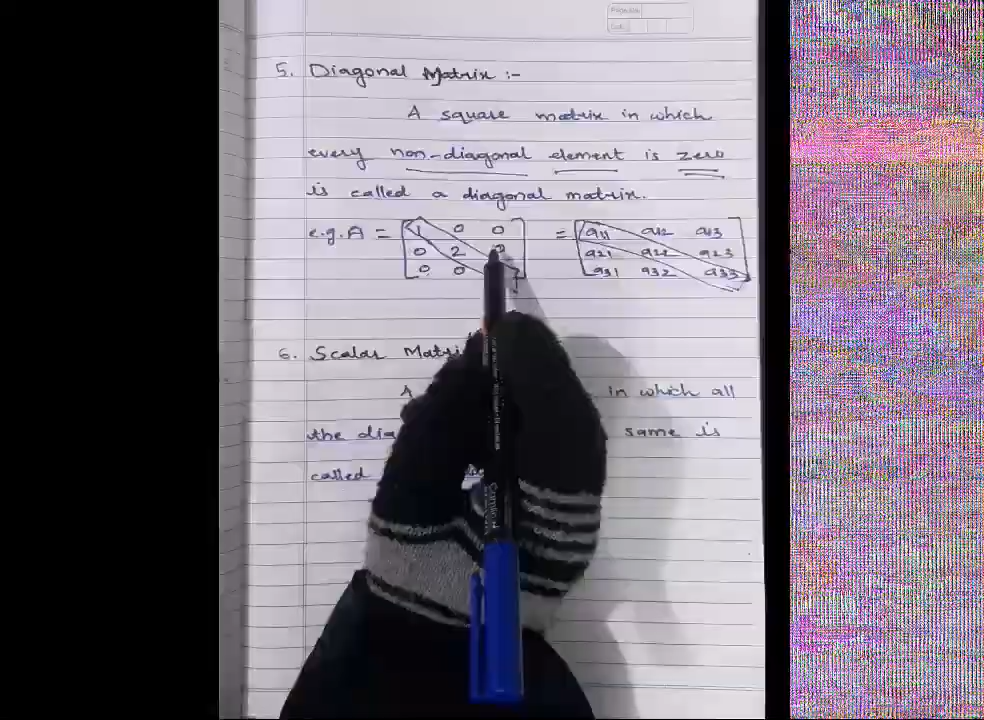 5. Diagonal Matrix :-
A square matrix in which
every non-diagonal element is zero
is called a diagonal matrix.
e.g. A = [1 0 0 = [a11 a12 a13
0 2 0 a21 a22 a23
0 0 a31 a32 a33]
6. Scalar Matri
A in which all
the dia same is
called